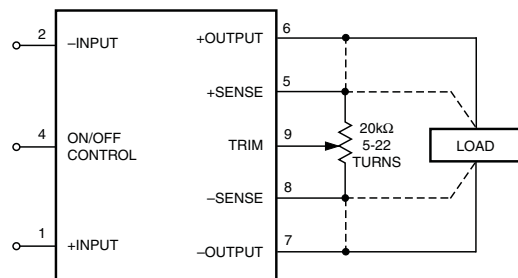 2
–INPUT
4
ON/OFF
CONTROL
1
+INPUT
+OUTPUT
6
+SENSE
5
TRIM
9
–SENSE
8
–OUTPUT
7
20kΩ
5-22
TURNS
LOAD